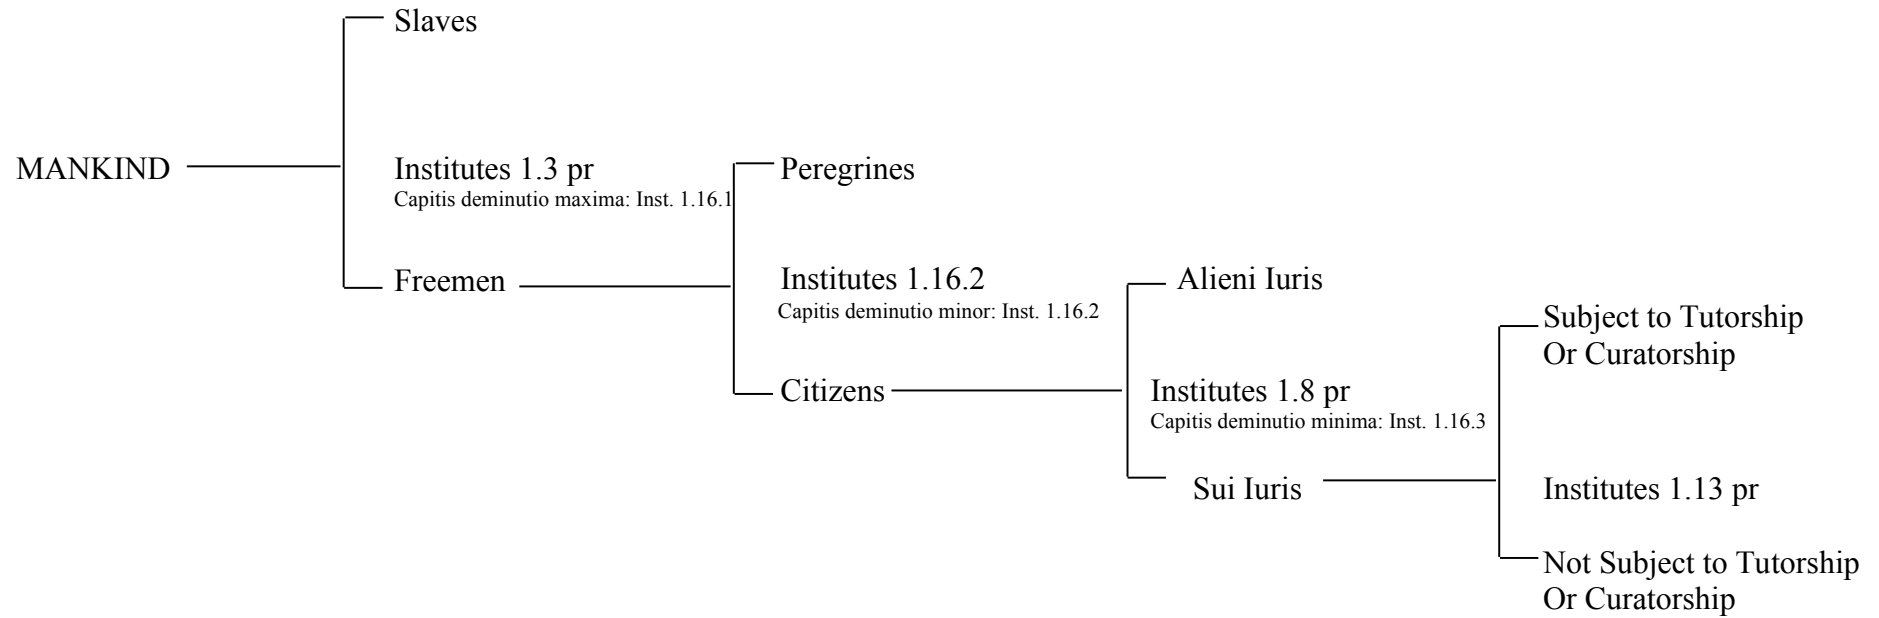 Slaves
MANKIND
Institutes 1.3 pr
Capitis deminutio maxima: Inst. 1.16.1
Freemen
Peregrines
Institutes 1.16.2
Capitis deminutio minor: Inst. 1.16.2
Citizens
Alieni Iuris
Institutes 1.8 pr
Capitis deminutio minima: Inst. 1.16.3
Sui Iuris
Subject to Tutorship
Or Curatorship
Institutes 1.13 pr
Not Subject to Tutorship
Or Curatorship